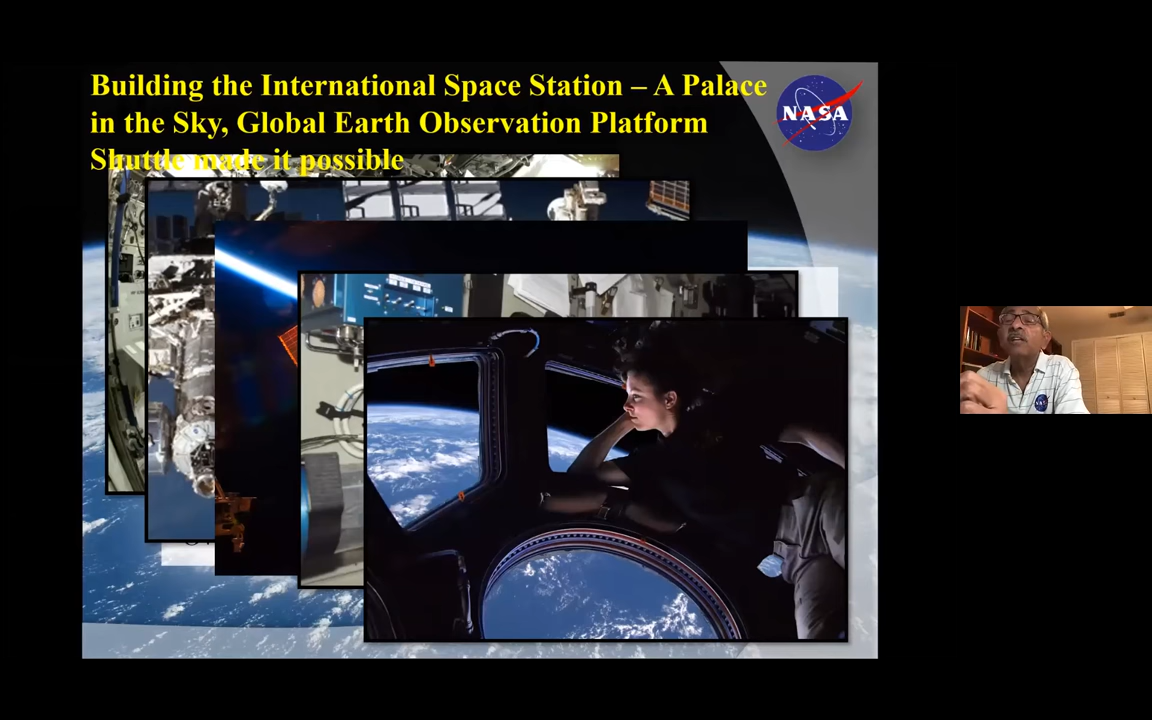 Building the International Space Station – A Palace
in the Sky, Global Earth Observation Platform
Shuttle made it possible
NASA